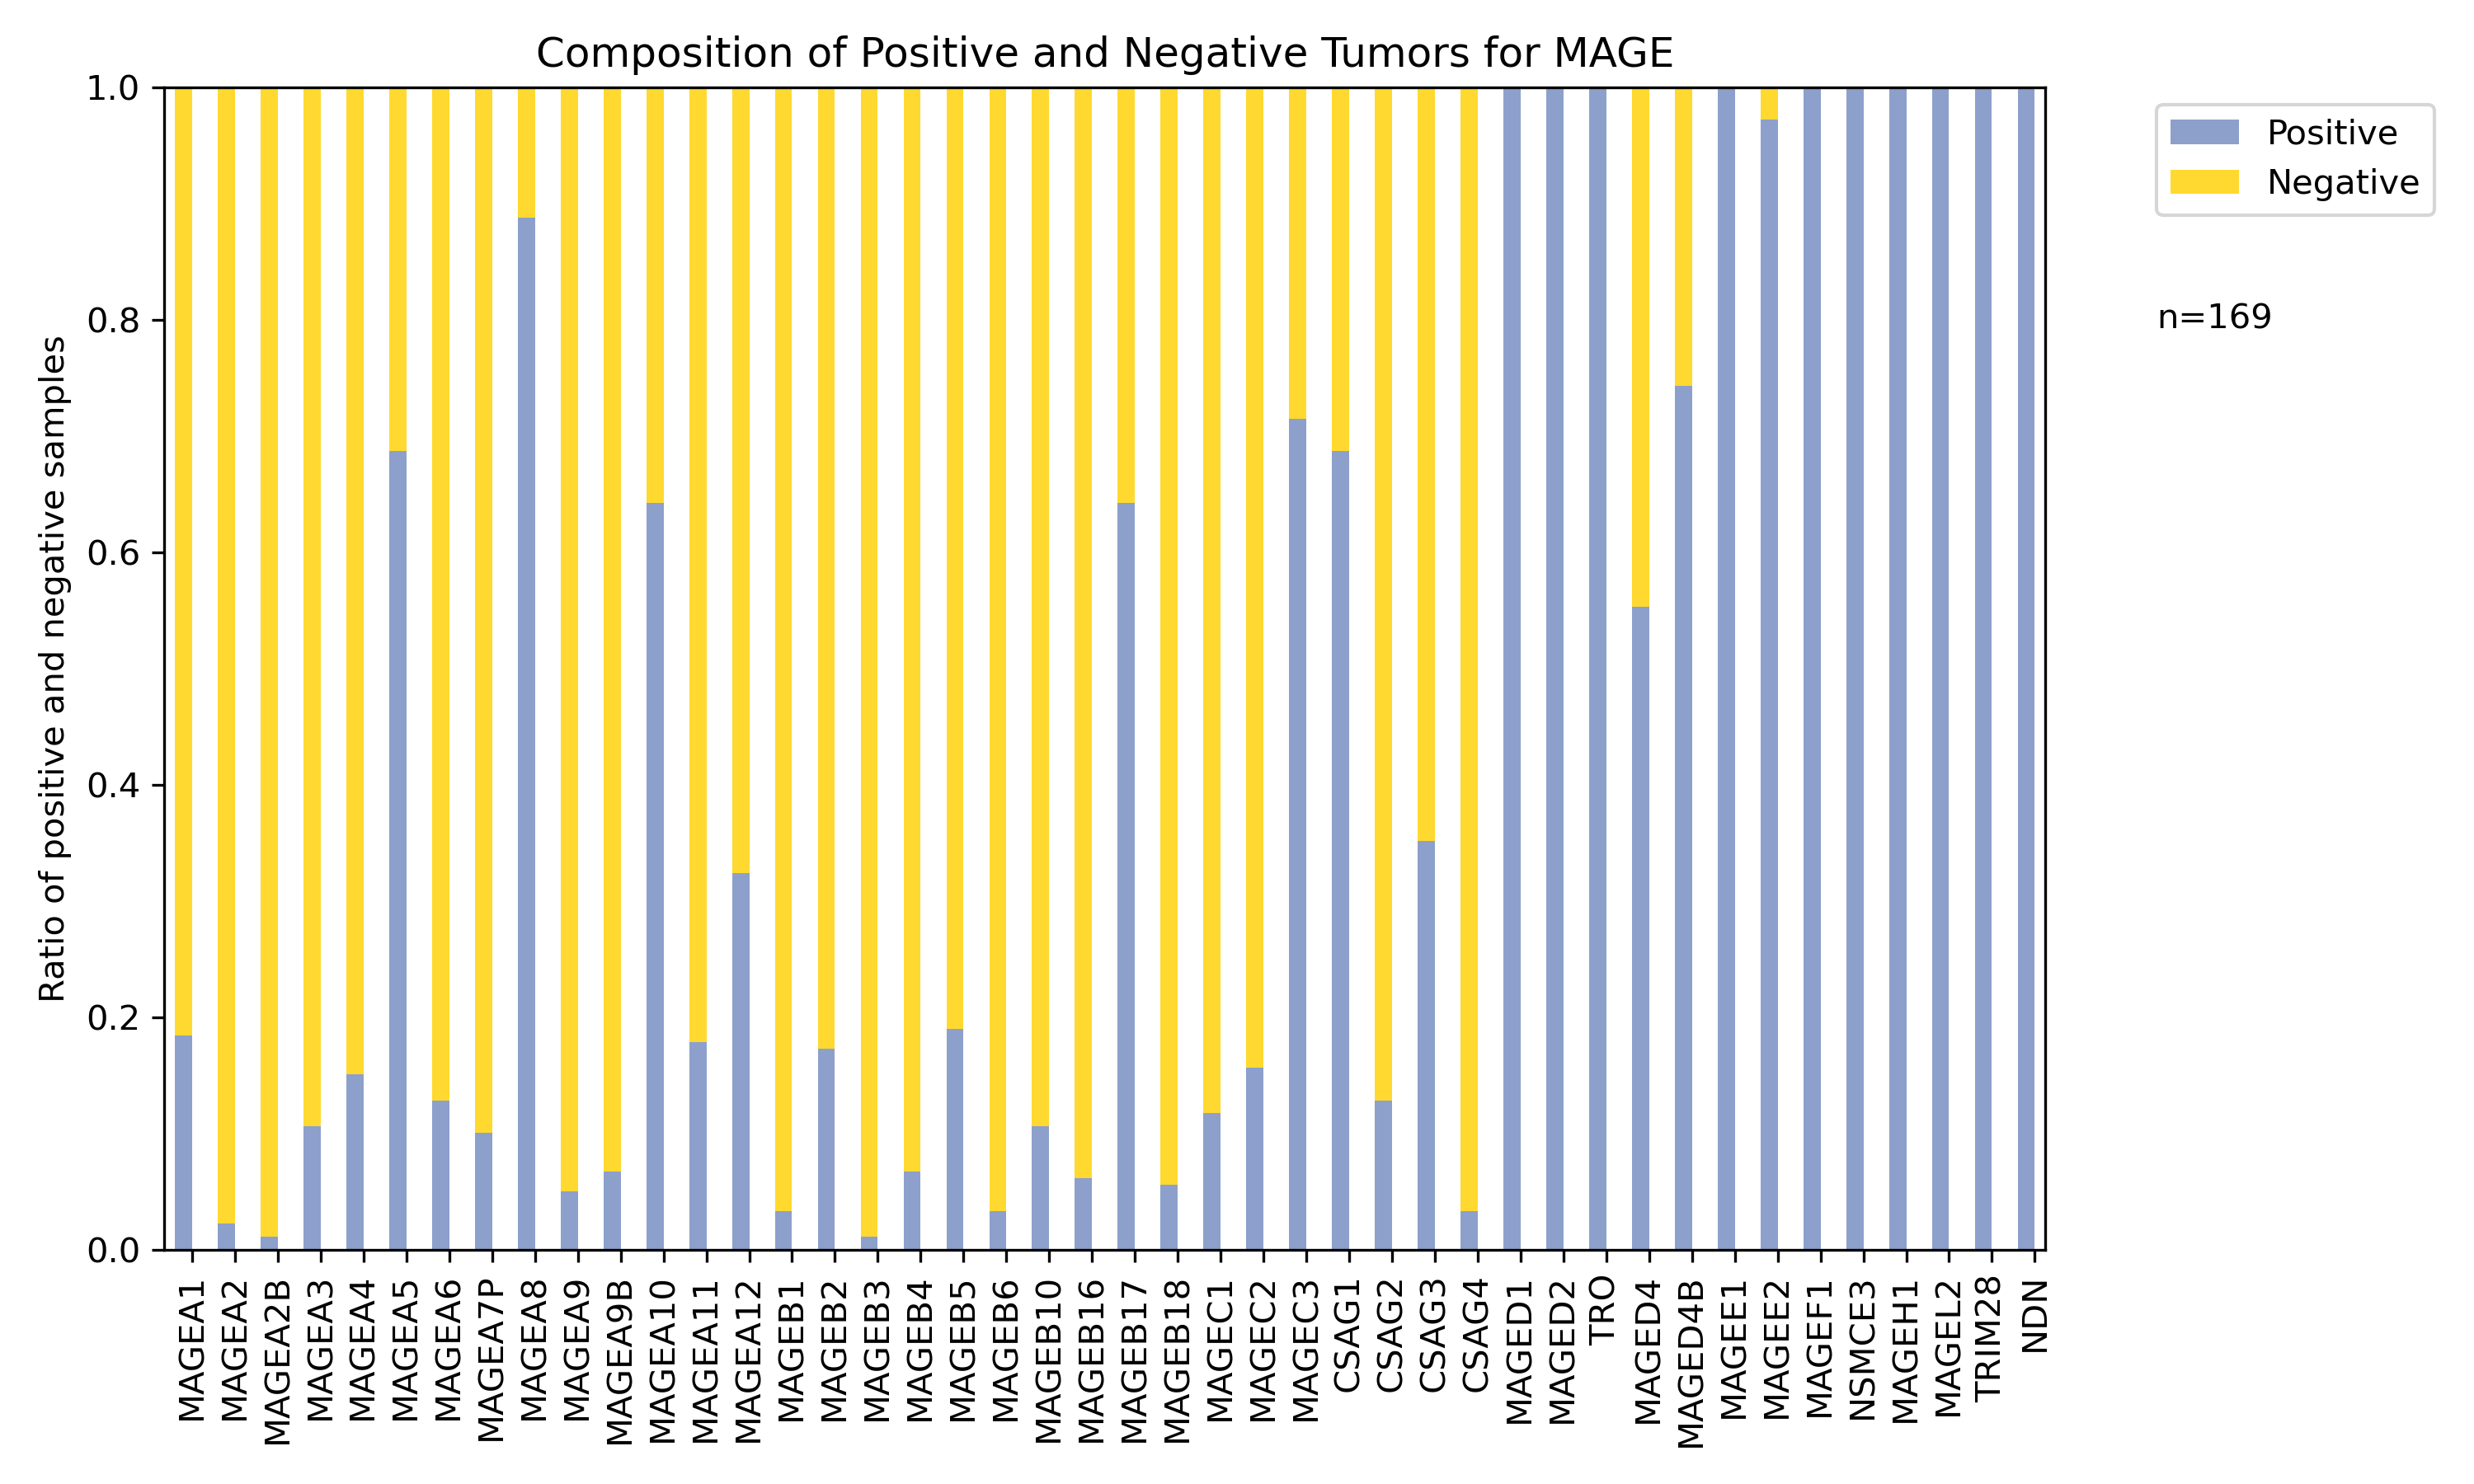 Composition of Positive and Negative Tumors for MAGE
Ratio of positive and negative samples
1.0
0.8
0.6
0.4
0.2
0.0
MAGEA1
MAGEA2
MAGEA2B
MAGEA3
MAGEA4
MAGEA5
MAGEA6
MAGEA7P
MAGEA8
MAGEA9
MAGEA9B
MAGEA10
MAGEA11
MAGEA12
MAGEB1
MAGEB2
MAGEB3
MAGEB4
MAGEB5
MAGEB6
MAGEB10
MAGEB16
MAGEB17
MAGEB18
MAGEC1
MAGEC2
MAGEC3
CSAG1
CSAG2
CSAG3
CSAG4
MAGED1
MAGED2
TRO
MAGED4
MAGED4B
MAGEE1
MAGEE2
MAGEF1
NSMCE3
MAGEH1
MAGEL2
TRIM28
NDN
Positive
Negative
n=169